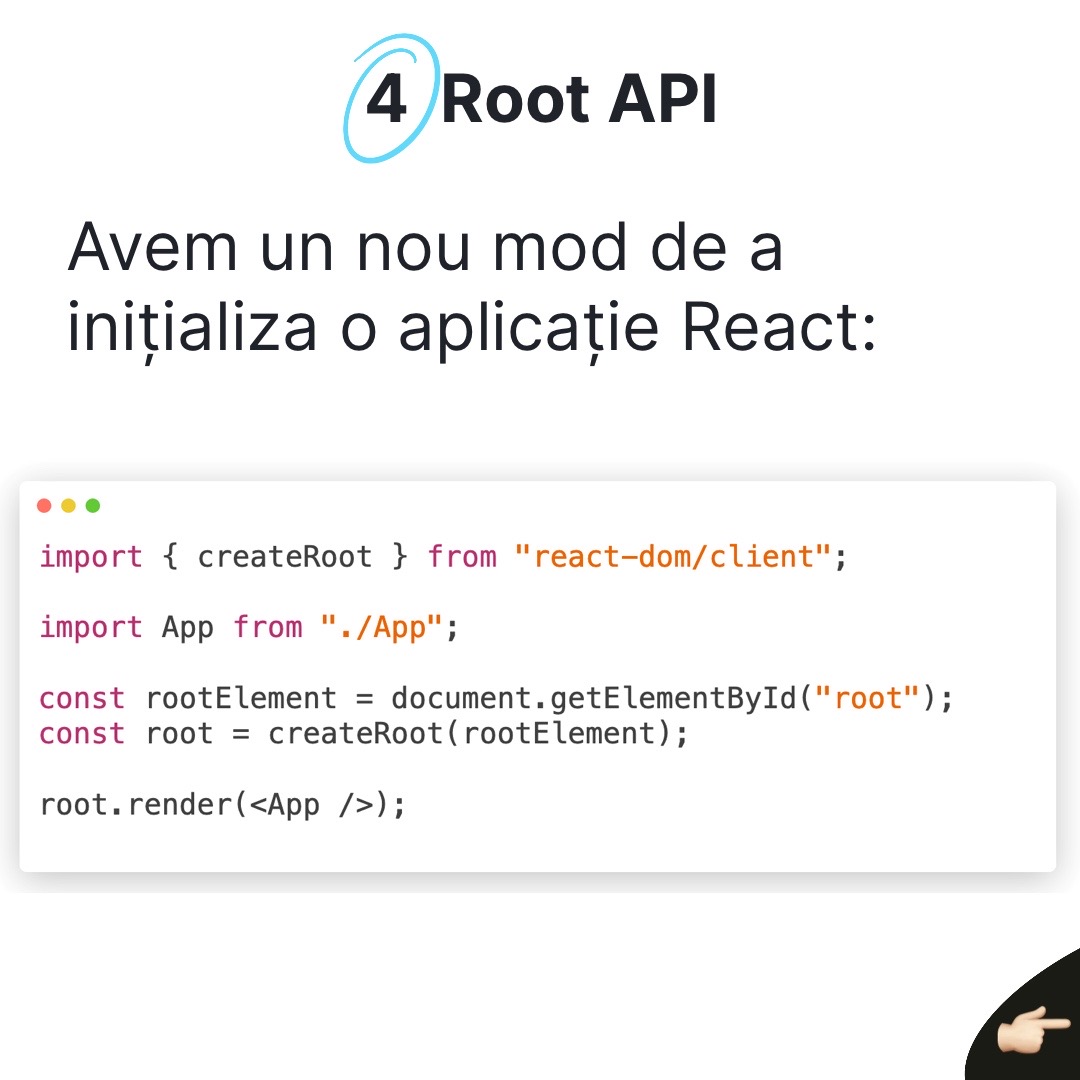 4 Root API
Avem un nou mod de a
inițializa o aplicație React:
import { createRoot } from "react-dom/client";
import App from "./App";
const rootElement = document.getElementById("root");
const root = createRoot(rootElement);
root.render(<App />);